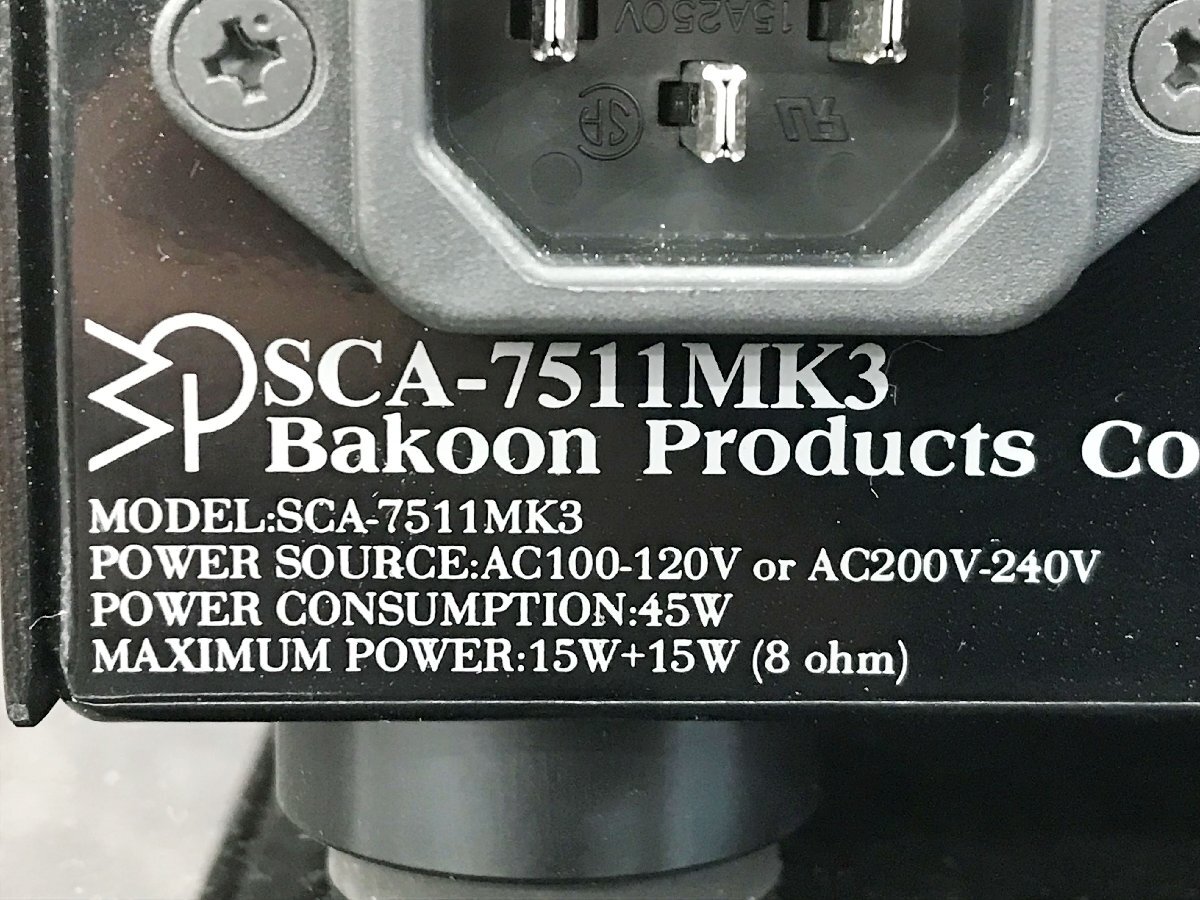 15A250V
SCA-7511MK3
Bakoon Products Co
MODEL:SCA-7511MK3
POWER SOURCE:AC100-120V or AC200V-240V
POWER CONSUMPTION:45W
MAXIMUM POWER:15W+15W (8 ohm)